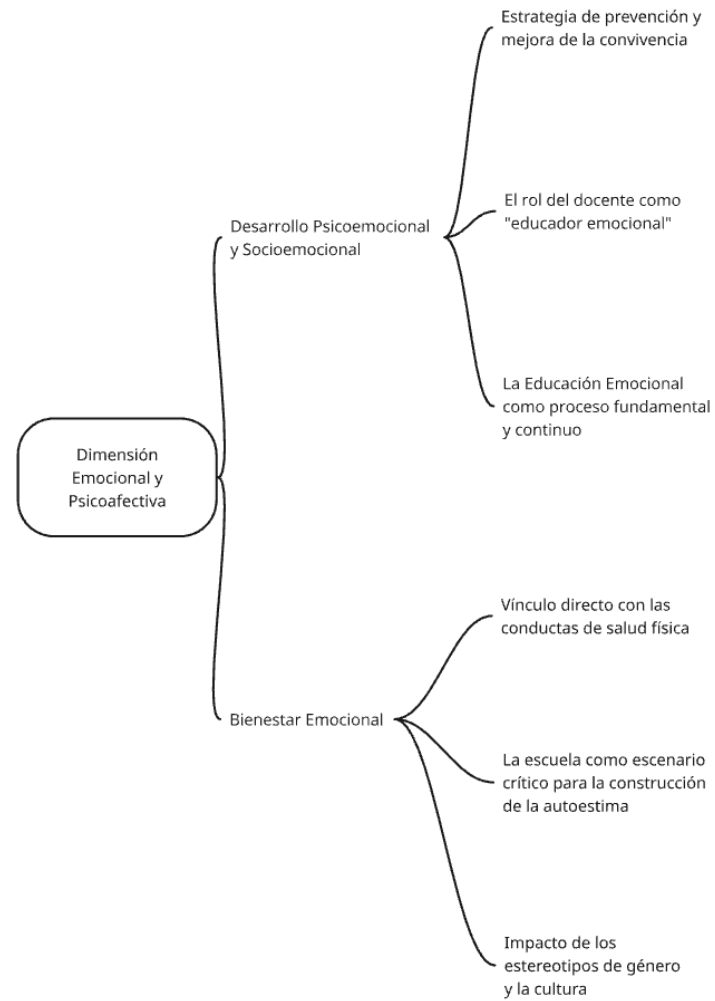 Estrategia de prevención y
mejora de la convivencia
El rol del docente como
"educador emocional"
Desarrollo Psicoemocional
y Socioemocional
La Educación Emocional
como proceso fundamental
y continuo
Dimensión
Emocional y
Psicoafectiva
Vínculo directo con las
conductas de salud física
Bienestar Emocional
La escuela como escenario
crítico para la construcción
de la autoestima
Impacto de los
estereotipos de género
y la cultura